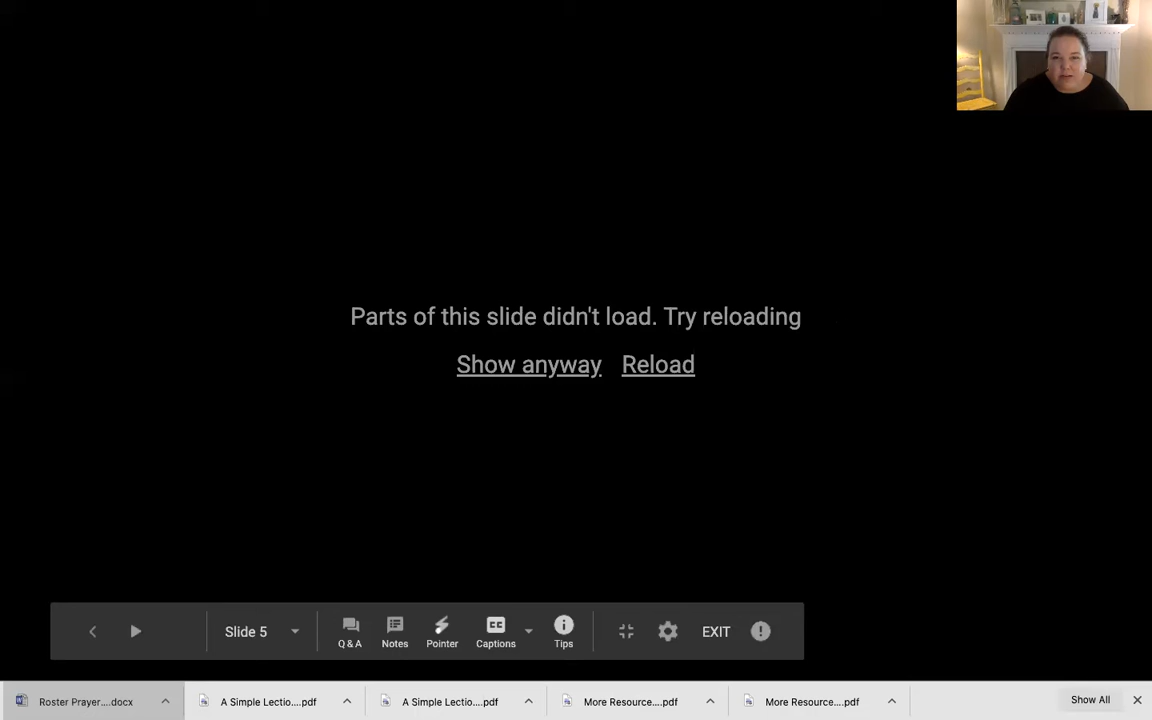 Parts of this slide didn't load. Try reloading
Show anyway Reload
Slide 5
Q & A Notes Pointer Captions Tips
EXIT
Roster Prayer....docx A Simple Lectio....pdf A Simple Lectio....pdf More Resource....pdf More Resource....pdf Show All